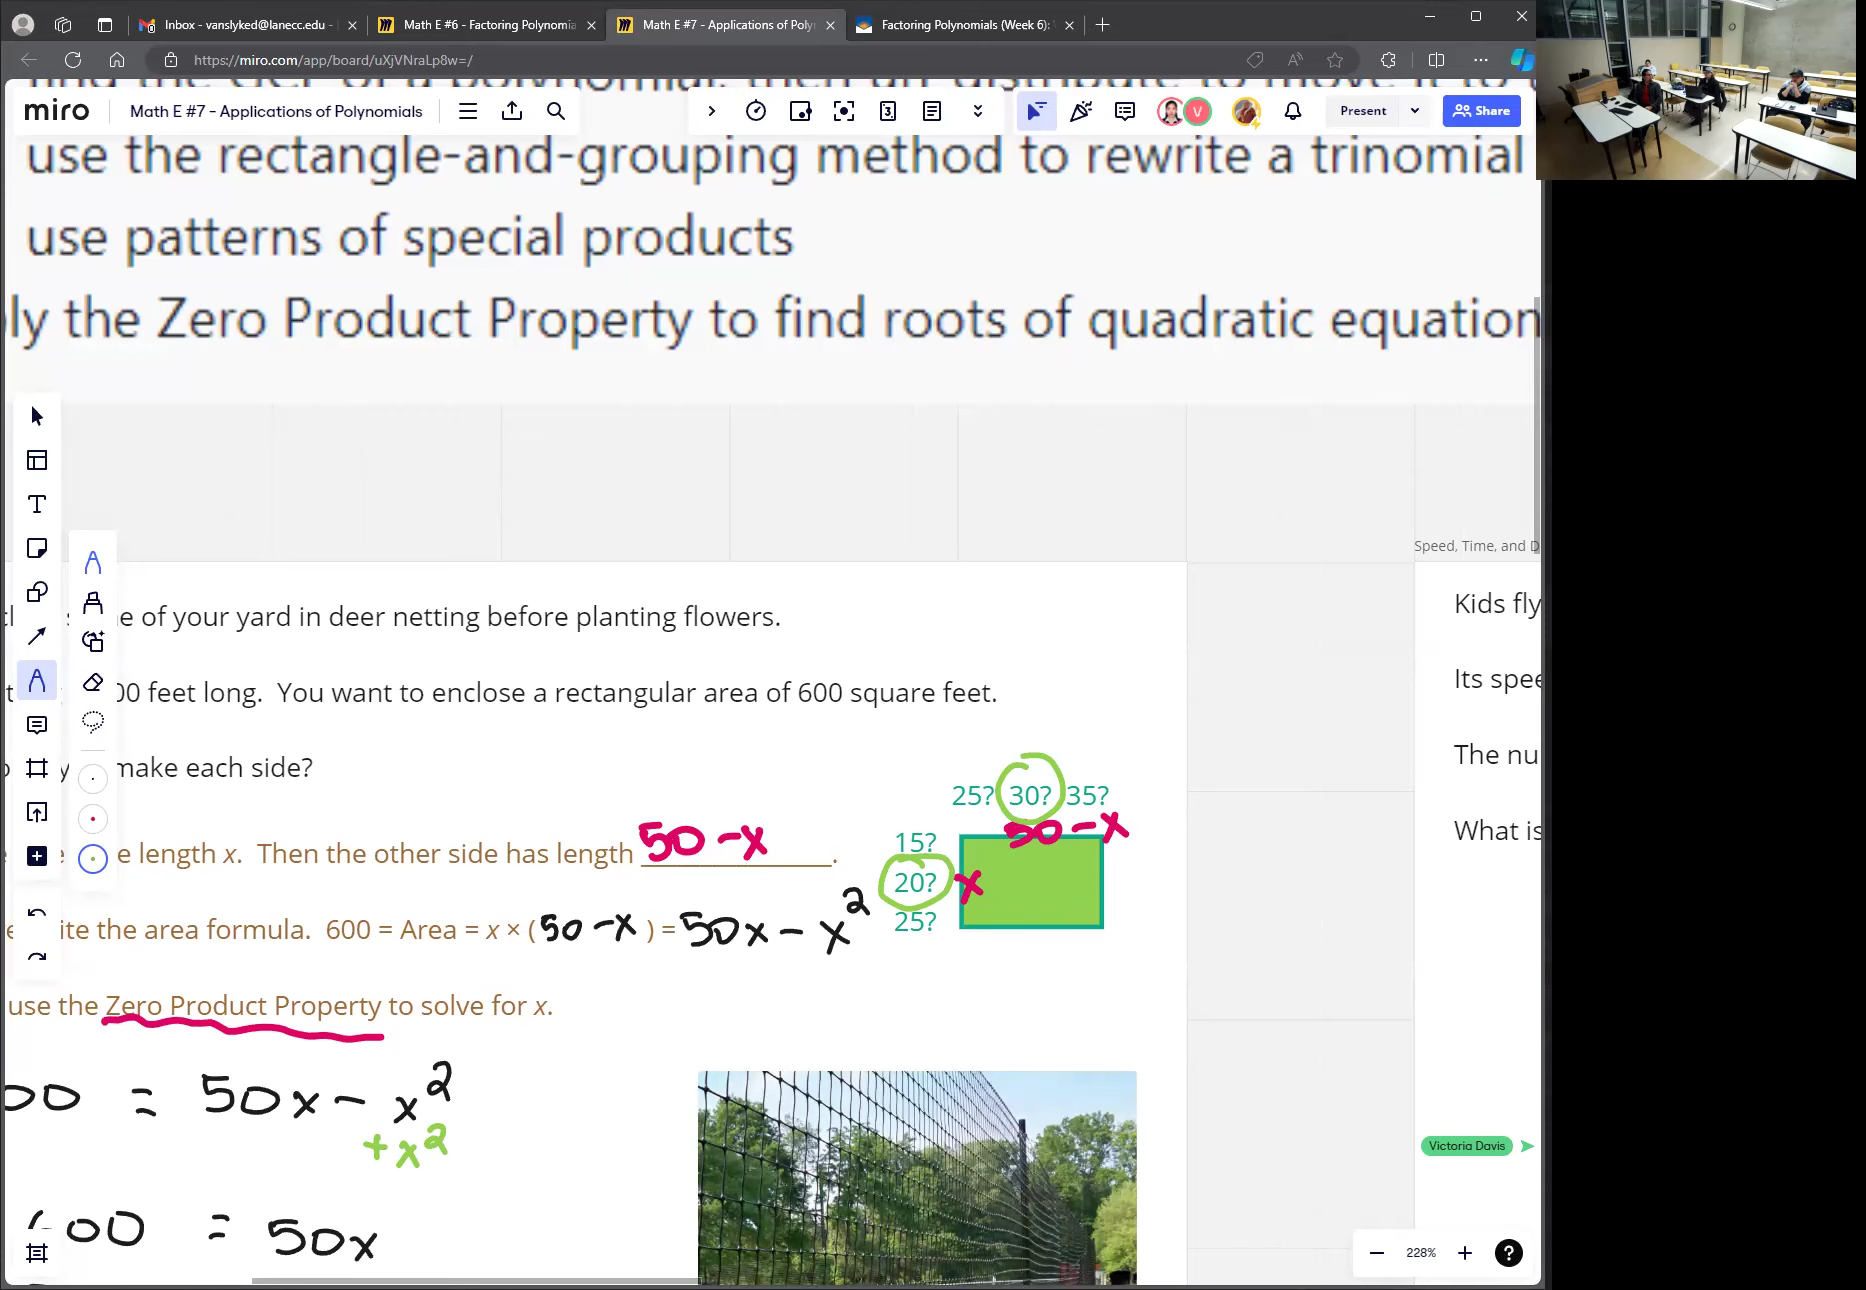 Inbox - vanslyked@lanecc.edu -
Math E #6 - Factoring Polynomia
Math E #7 - Applications of Poly
Factoring Polynomials (Week 6):
https://miro.com/app/board/uXjVNraLp8w=/
miro
Math E #7 - Applications of Polynomials
3
V
Present
Share
use the rectangle-and-grouping method to rewrite a trinomial
use patterns of special products
ly the Zero Product Property to find roots of quadratic equation
Speed, Time, and D
e of your yard in deer netting before planting flowers.
Kids fly
00 feet long. You want to enclose a rectangular area of 600 square feet.
Its spee
make each side?
The nu
25? 30? 35?
50 - x
15?
20? x
25?
e length x. Then the other side has length 50 - x.
What is
ite the area formula. 600 = Area = x × ( 50 - x ) = 50x - x²
use the Zero Product Property to solve for x.
00 = 50x - x²
+ x²
Victoria Davis
600 = 50x
228%
?